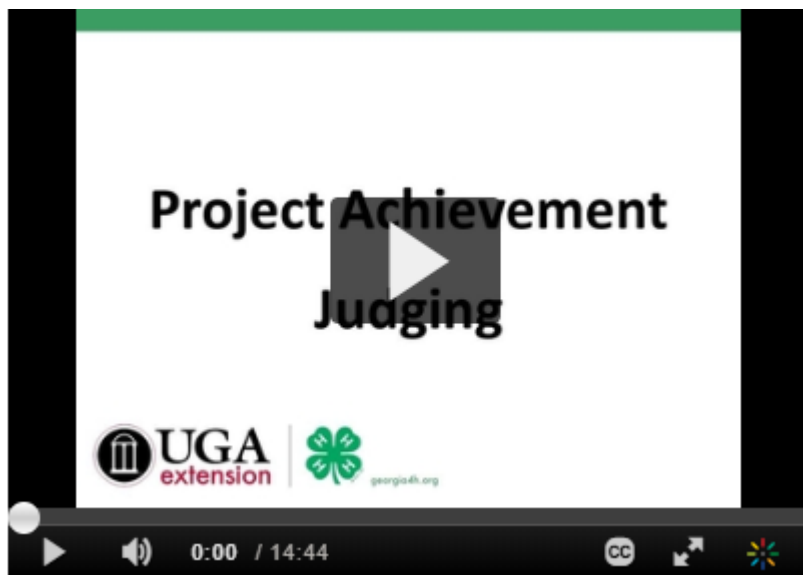 Project Achievement
Judging
UGA
extension
H H
H H
georgia4h.org
0:00 / 14:44
CC